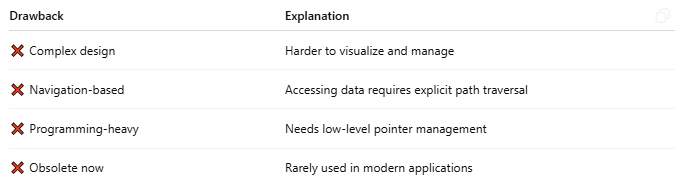 Drawback Explanation
❌ Complex design Harder to visualize and manage
❌ Navigation-based Accessing data requires explicit path traversal
❌ Programming-heavy Needs low-level pointer management
❌ Obsolete now Rarely used in modern applications